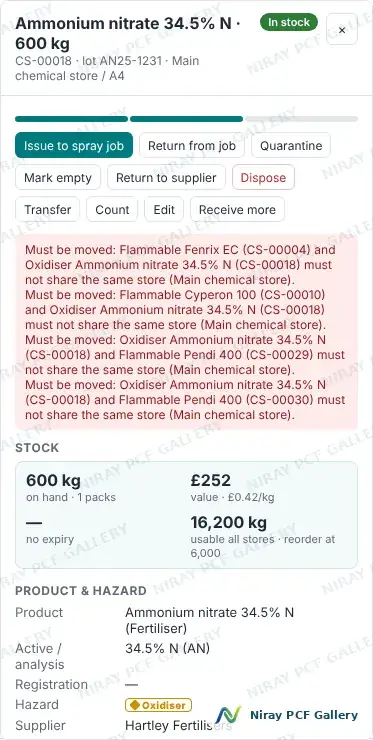 Ammonium nitrate 34.5% N ·
600 kg
In stock
×
CS-00018 · lot AN25-1231 · Main
chemical store / A4
Issue to spray job
Return from job
Quarantine
Mark empty
Return to supplier
Dispose
Transfer
Count
Edit
Receive more
Must be moved: Flammable Fenrix EC (CS-00004) and
Oxidiser Ammonium nitrate 34.5% N (CS-00018) must
not share the same store (Main chemical store).
Must be moved: Flammable Cyperon 100 (CS-00010)
and Oxidiser Ammonium nitrate 34.5% N (CS-00018)
must not share the same store (Main chemical store).
Must be moved: Oxidiser Ammonium nitrate 34.5% N
(CS-00018) and Flammable Pendi 400 (CS-00029) must
not share the same store (Main chemical store).
Must be moved: Oxidiser Ammonium nitrate 34.5% N
(CS-00018) and Flammable Pendi 400 (CS-00030) must
not share the same store (Main chemical store).
STOCK
600 kg
on hand · 1 packs
£252
value · £0.42/kg
—
no expiry
16,200 kg
usable all stores · reorder at
6,000
PRODUCT & HAZARD
Product
Ammonium nitrate 34.5% N
(Fertiliser)
Active /
analysis
34.5% N (AN)
Registration
—
Hazard
Oxidiser
Supplier
Hartley
Niray PCF Gallery
NIRAY PCF GALLERY